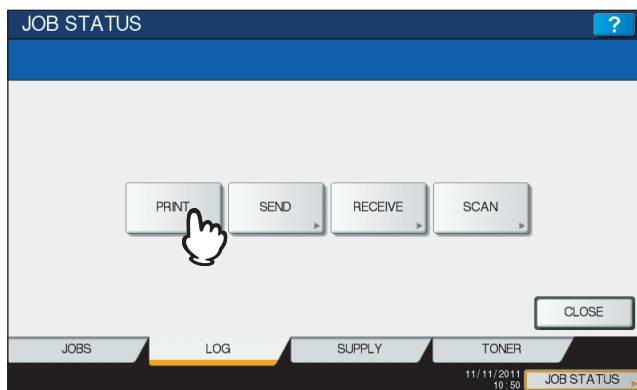 JOB STATUS ?
PRINT SEND RECEIVE SCAN
CLOSE
JOBS LOG SUPPLY TONER
11/11/2011
10:50 JOB STATUS